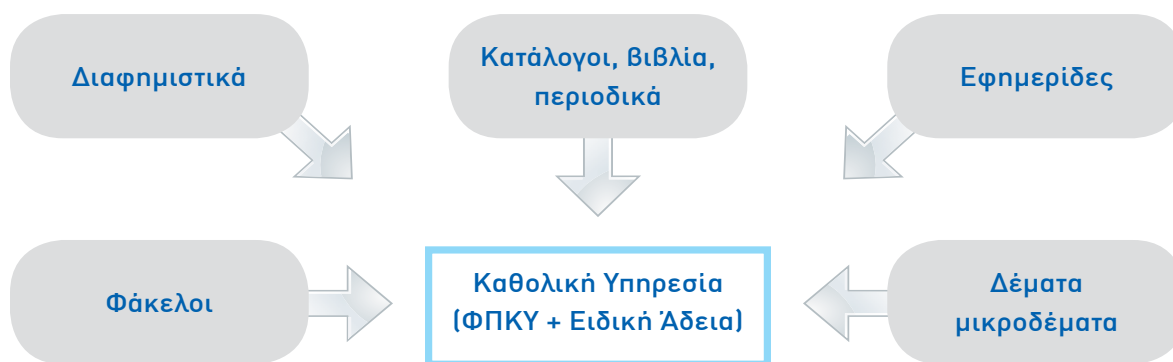 Διαφημιστικά
Κατάλογοι, βιβλία,
περιοδικά
Εφημερίδες
Φάκελοι
Καθολική Υπηρεσία
(ΦΠΚΥ + Ειδική Άδεια)
Δέματα
μικροδέματα